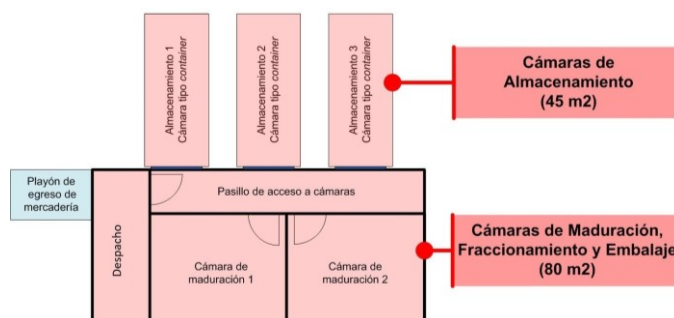 Almacenamiento 1
Cámara tipo container
Almacenamiento 2
Cámara tipo container
Almacenamiento 3
Cámara tipo container
Cámaras de
Almacenamiento
(45 m2)
Playón de
egreso de
mercadería
Pasillo de acceso a cámaras
Despacho
Cámara de
maduración 1
Cámara de
maduración 2
Cámaras de Maduración,
Fraccionamiento y Embalaje
(80 m2)